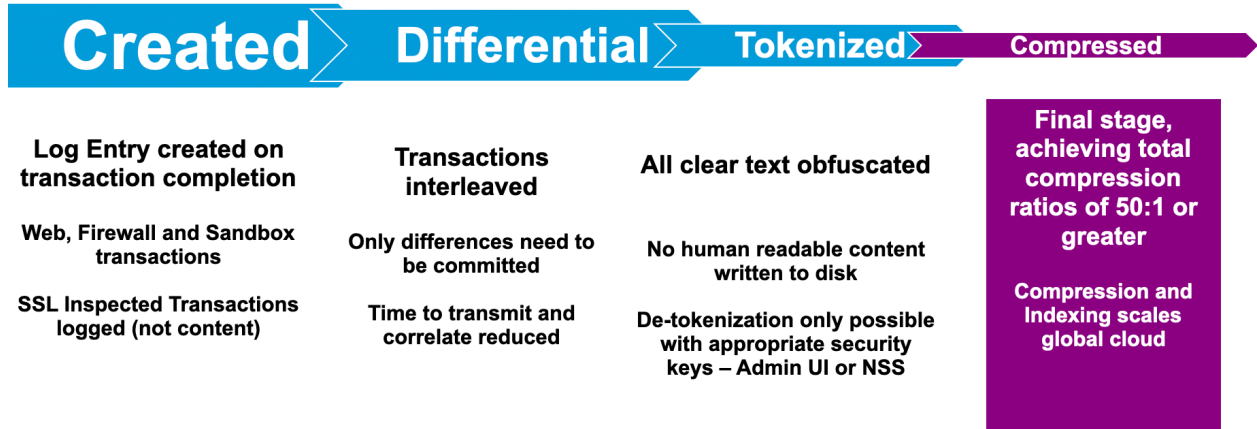 Created
Differential
Tokenized
Compressed
Log Entry created on
transaction completion
Web, Firewall and Sandbox
transactions
SSL Inspected Transactions
logged (not content)
Transactions
interleaved
Only differences need to
be committed
Time to transmit and
correlate reduced
All clear text obfuscated
No human readable content
written to disk
De-tokenization only possible
with appropriate security
keys – Admin UI or NSS
Final stage,
achieving total
compression
ratios of 50:1 or
greater
Compression and
Indexing scales
global cloud